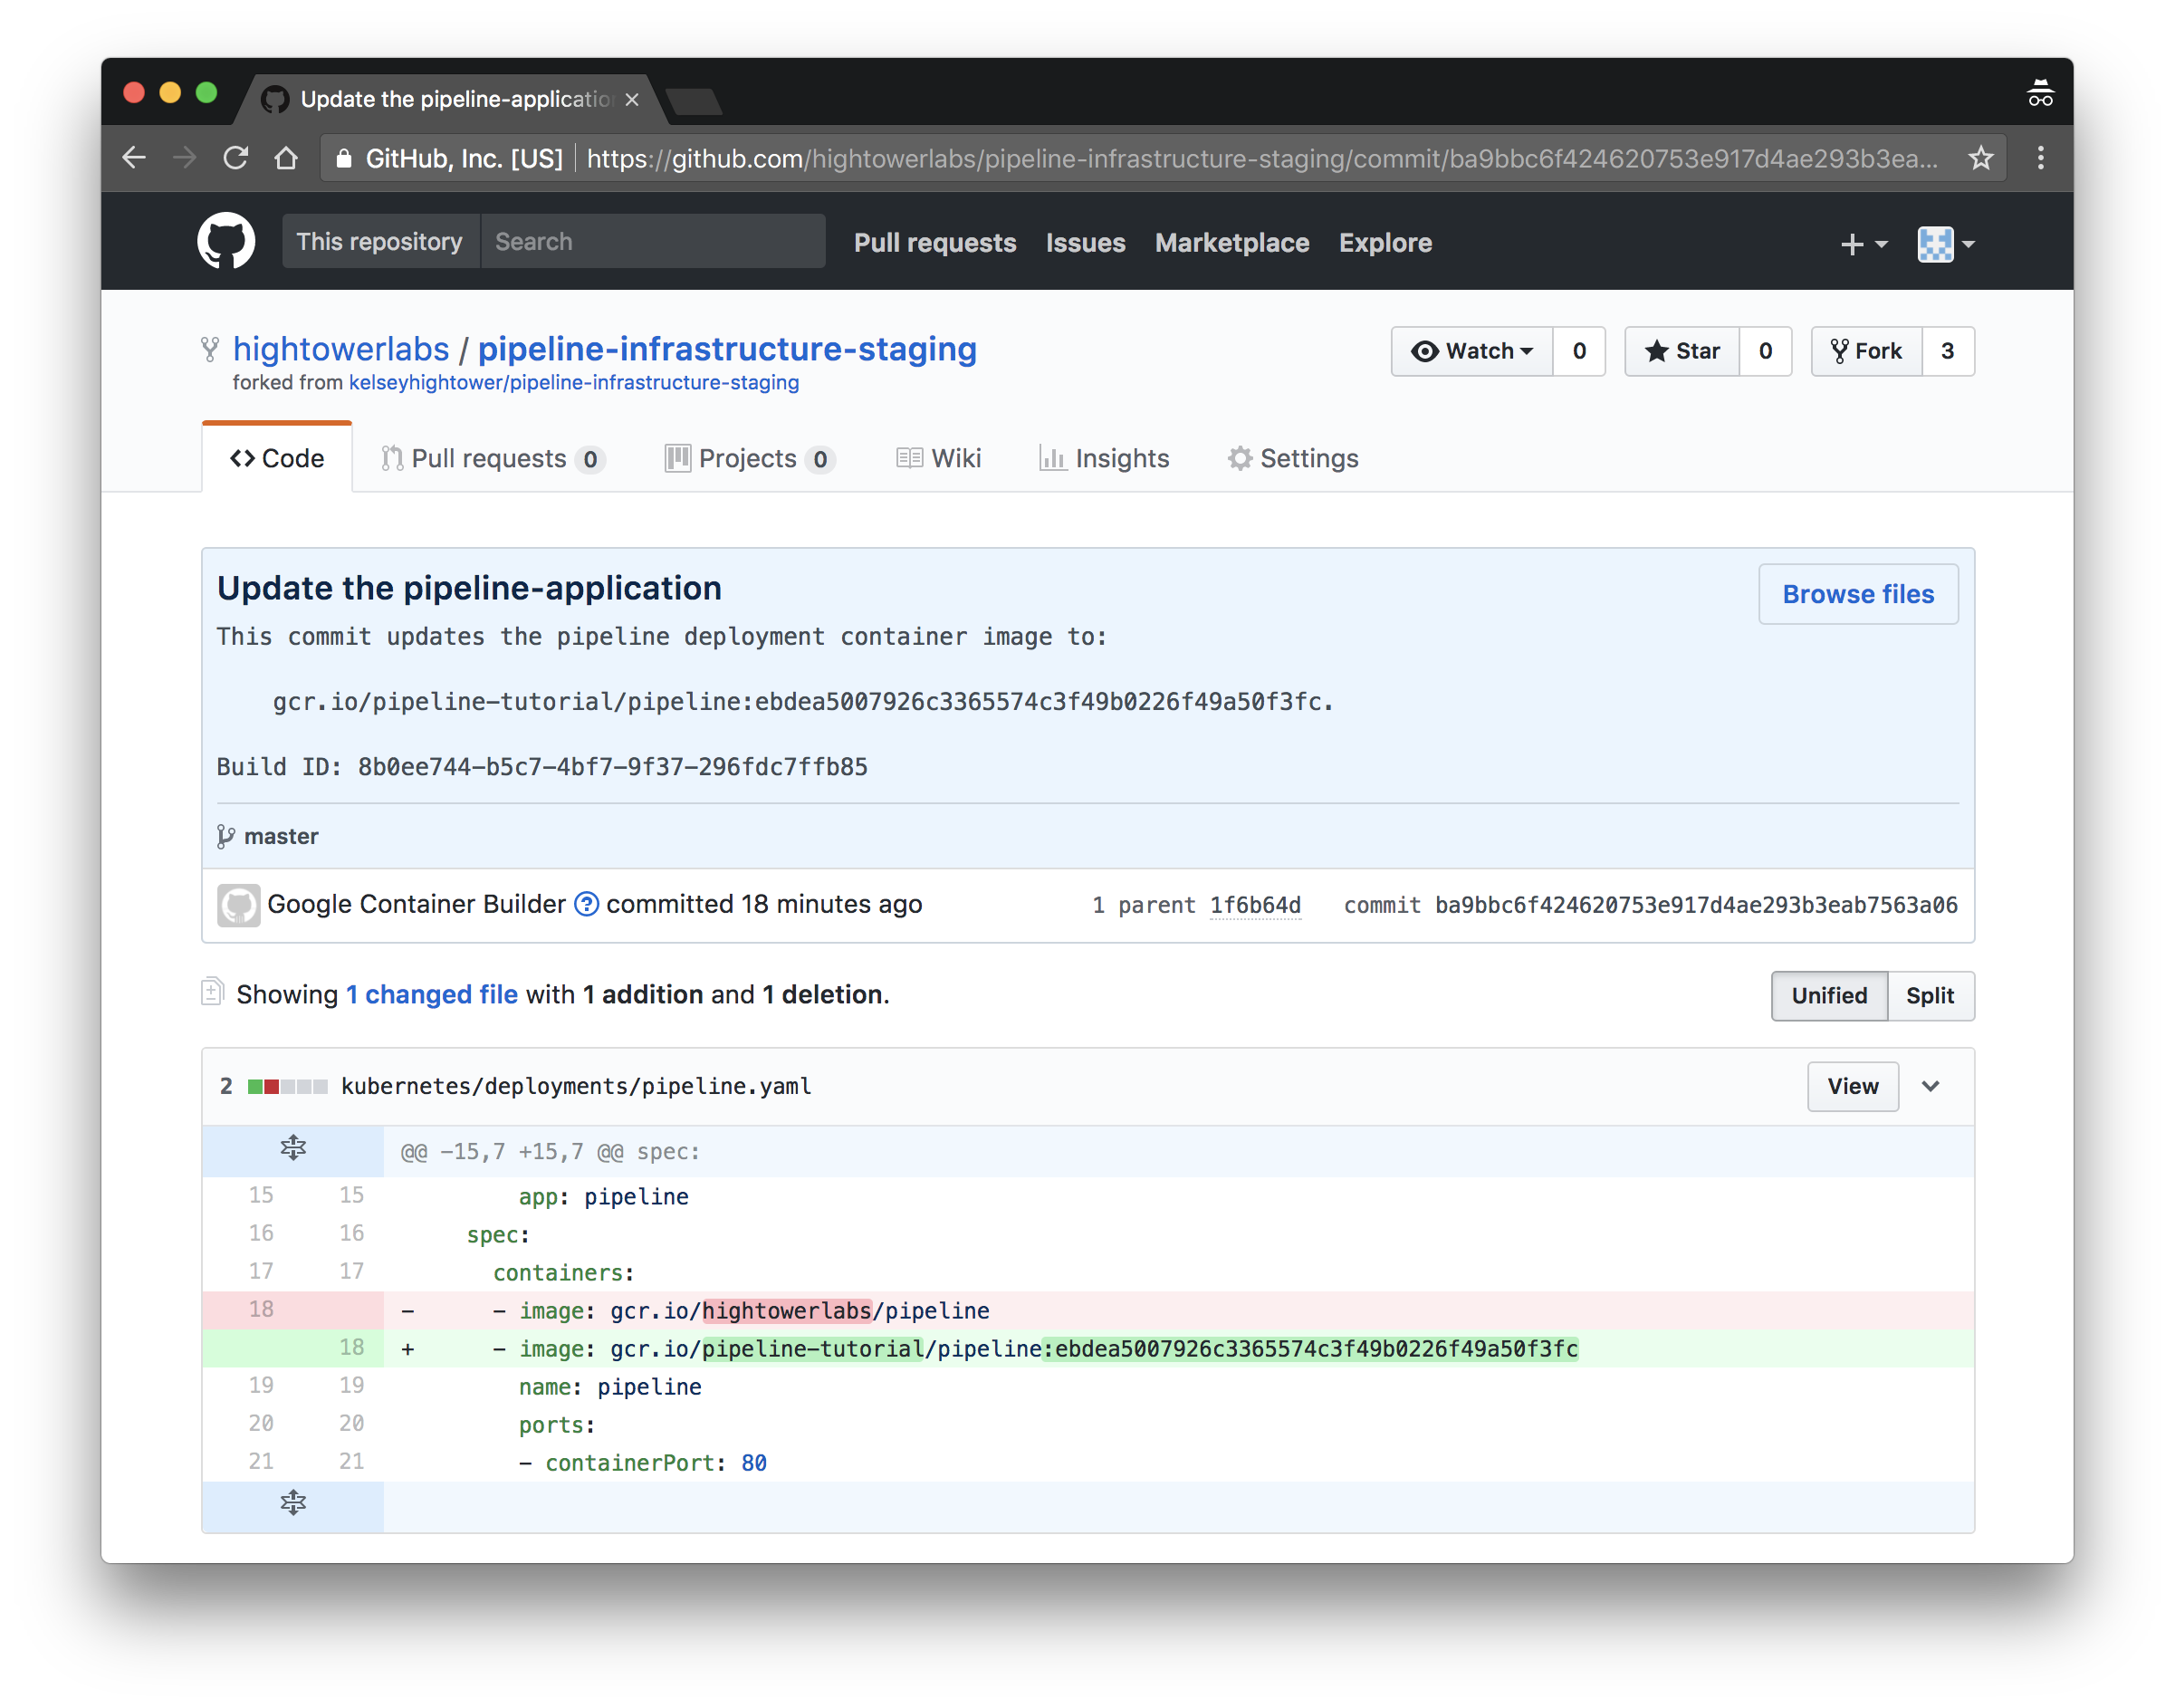 Update the pipeline-application
GitHub, Inc. [US] https://github.com/hightowerlabs/pipeline-infrastructure-staging/commit/ba9bbc6f424620753e917d4ae293b3ea...
This repository Search Pull requests Issues Marketplace Explore
hightowerlabs / pipeline-infrastructure-staging Watch 0 Star 0 Fork 3
forked from kelseyhightower/pipeline-infrastructure-staging
Code Pull requests 0 Projects 0 Wiki Insights Settings
Update the pipeline-application Browse files
This commit updates the pipeline deployment container image to:
gcr.io/pipeline-tutorial/pipeline:ebdea5007926c3365574c3f49b0226f49a50f3fc.
Build ID: 8b0ee744-b5c7-4bf7-9f37-296fdc7ffb85
master
Google Container Builder ? committed 18 minutes ago 1 parent 1f6b64d commit ba9bbc6f424620753e917d4ae293b3eab7563a06
Showing 1 changed file with 1 addition and 1 deletion. Unified Split
2 kubernetes/deployments/pipeline.yaml View
@@ -15,7 +15,7 @@ spec:
15 15 app: pipeline
16 16 spec:
17 17 containers:
18 - - image: gcr.io/hightowerlabs/pipeline
18 + - image: gcr.io/pipeline-tutorial/pipeline:ebdea5007926c3365574c3f49b0226f49a50f3fc
19 19 name: pipeline
20 20 ports:
21 21 - containerPort: 80